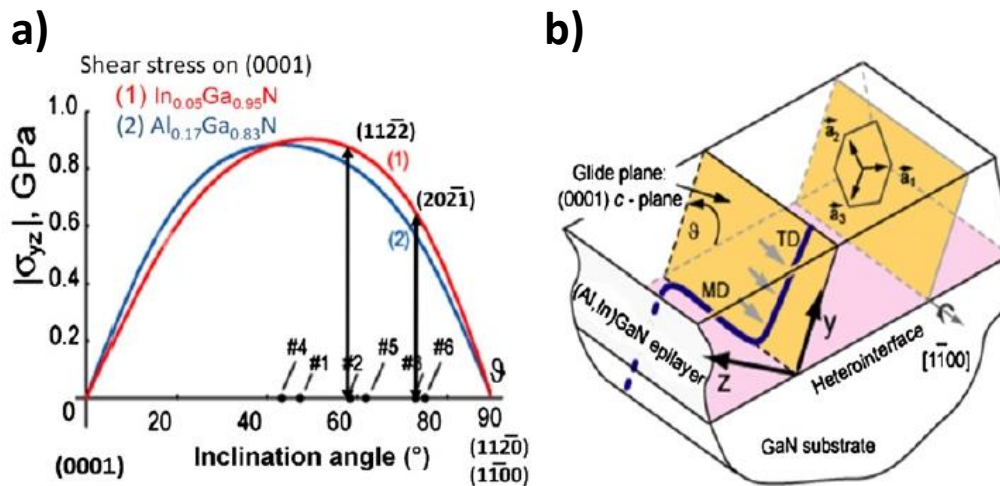 a)
Shear stress on (0001)
(1) In0.05Ga0.95N
(2) Al0.17Ga0.83N
|σyz|, GPa
1.0
0.8
0.6
0.4
0.2
0
(112̅2)
(1)
(202̅1)
(2)
#4
#1
#2
#5
#3
#6
ϑ
20
40
60
80
90
(0001)
Inclination angle (°)
(112̅0)
(11̅00)
b)
Glide plane:
(0001) c - plane
ϑ
a2
a1
a3
TD
MD
(Al,In)GaN epilayer
y
z
Heterointerface
[11̅00]
GaN substrate